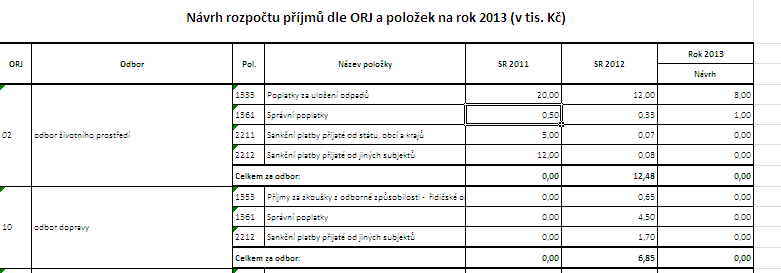 Návrh rozpočtu příjmů dle ORJ a položek na rok 2013 (v tis. Kč)
ORJ Odbor Pol. Název položky SR 2011 SR 2012 Rok 2013
Návrh
1333 Poplatky za uložení odpadů 20,00 12,00 8,00
1361 Správní poplatky 0,50 0,33 1,00
02 odbor životního prostředí 2211 Sankční platby přijaté od státu, obcí a krajů 5,00 0,07 0,00
2212 Sankční platby přijaté od jiných subjektů 12,00 0,08 0,00
Celkem za odbor: 0,00 12,48 0,00
1353 Příjmy za zkoušky z odborné způsobilosti - řidičské o 0,00 0,65 0,00
1361 Správní poplatky 0,00 4,50 0,00
10 odbor dopravy
2212 Sankční platby přijaté od jiných subjektů 0,00 1,70 0,00
Celkem za odbor: 0,00 6,85 0,00